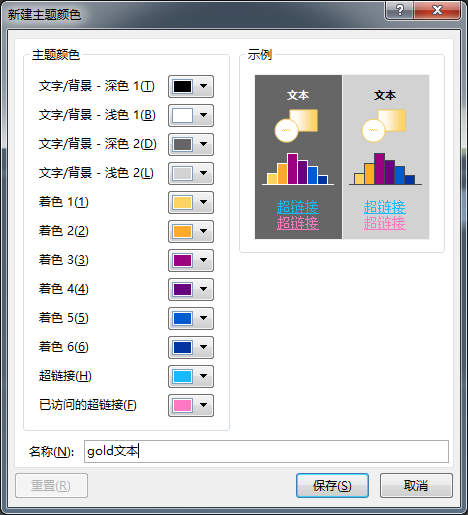 新建主题颜色
主题颜色
文字/背景 - 深色 1(T)
文字/背景 - 浅色 1(B)
文字/背景 - 深色 2(D)
文字/背景 - 浅色 2(L)
着色 1(1)
着色 2(2)
着色 3(3)
着色 4(4)
着色 5(5)
着色 6(6)
超链接(H)
已访问的超链接(F)
示例
文本 文本
超链接 超链接
超链接 超链接
名称(N): gold文本
重置(R) 保存(S) 取消